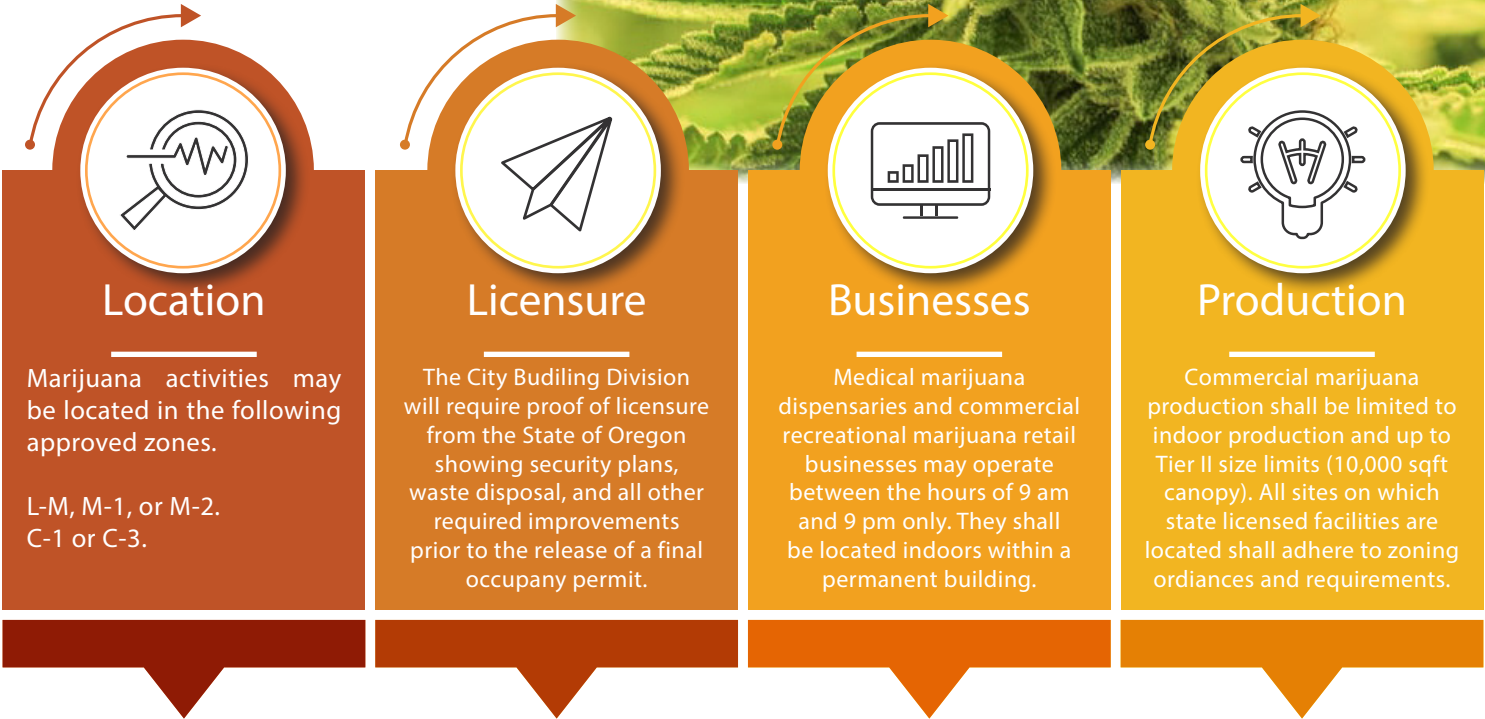 Location
Marijuana activities may
be located in the following
approved zones.
L-M, M-1, or M-2.
C-1 or C-3.
Licensure
The City Budiling Division
will require proof of licensure
from the State of Oregon
showing security plans,
waste disposal, and all other
required improvements
prior to the release of a final
occupany permit.
Businesses
Medical marijuana
dispensaries and commercial
recreational marijuana retail
businesses may operate
between the hours of 9 am
and 9 pm only. They shall
be located indoors within a
permanent building.
Production
Commercial marijuana
production shall be limited to
indoor production and up to
Tier II size limits (10,000 sqft
canopy). All sites on which
state licensed facilities are
located shall adhere to zoning
ordiances and requirements.